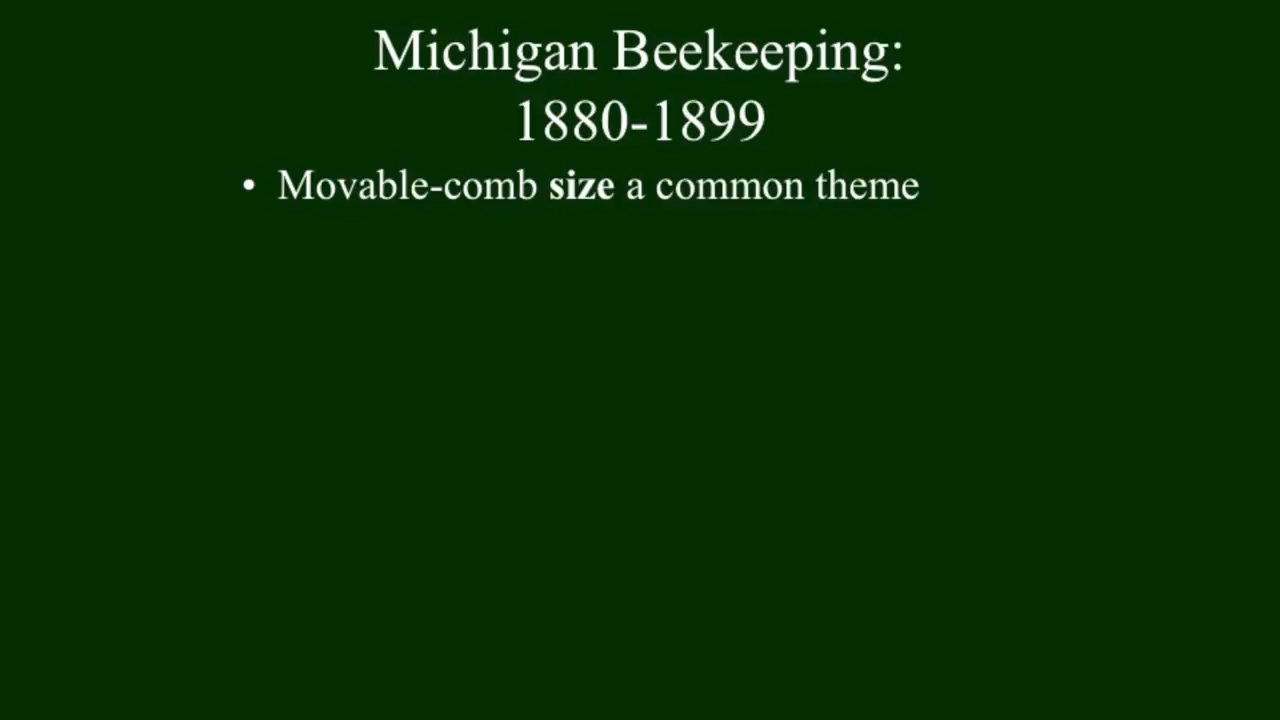 Michigan Beekeeping:
1880-1899
• Movable-comb size a common theme